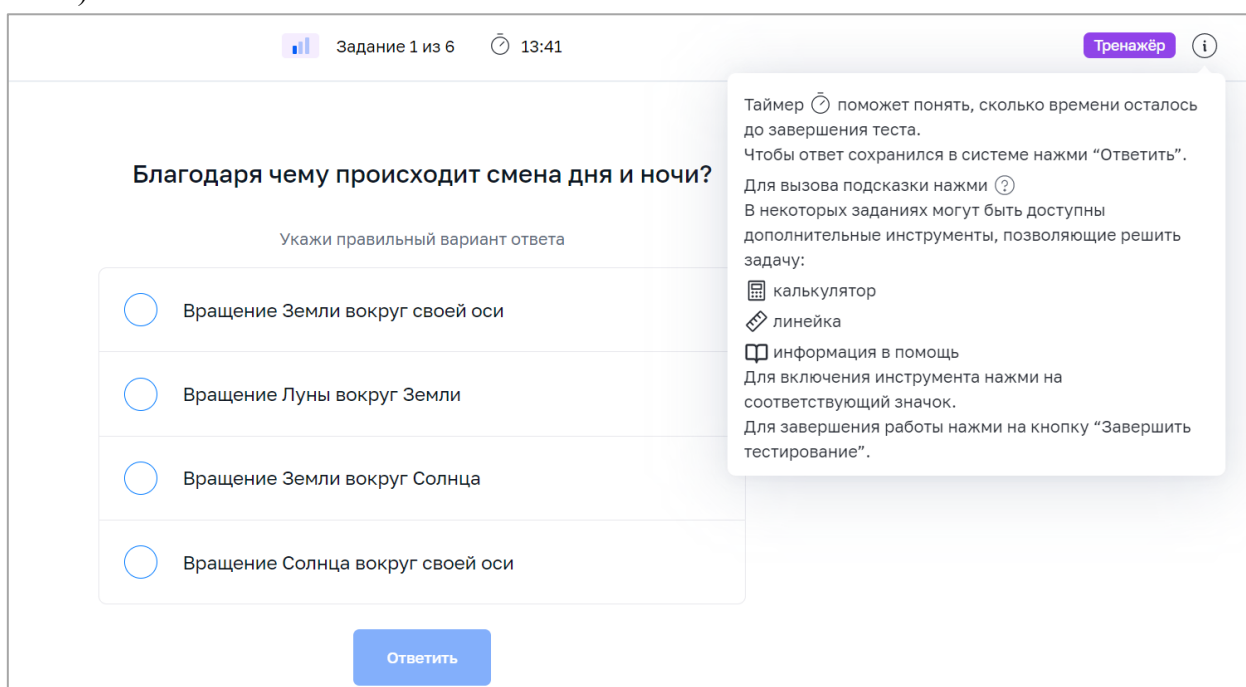 Задание 1 из 6
13:41
Тренажёр
Благодаря чему происходит смена дня и ночи?
Укажи правильный вариант ответа
Вращение Земли вокруг своей оси
Вращение Луны вокруг Земли
Вращение Земли вокруг Солнца
Вращение Солнца вокруг своей оси
Ответить
Таймер поможет понять, сколько времени осталось
до завершения теста.
Чтобы ответ сохранился в системе нажми “Ответить”.
Для вызова подсказки нажми ?
В некоторых заданиях могут быть доступны
дополнительные инструменты, позволяющие решить
задачу:
калькулятор
линейка
информация в помощь
Для включения инструмента нажми на
соответствующий значок.
Для завершения работы нажми на кнопку “Завершить
тестирование”.